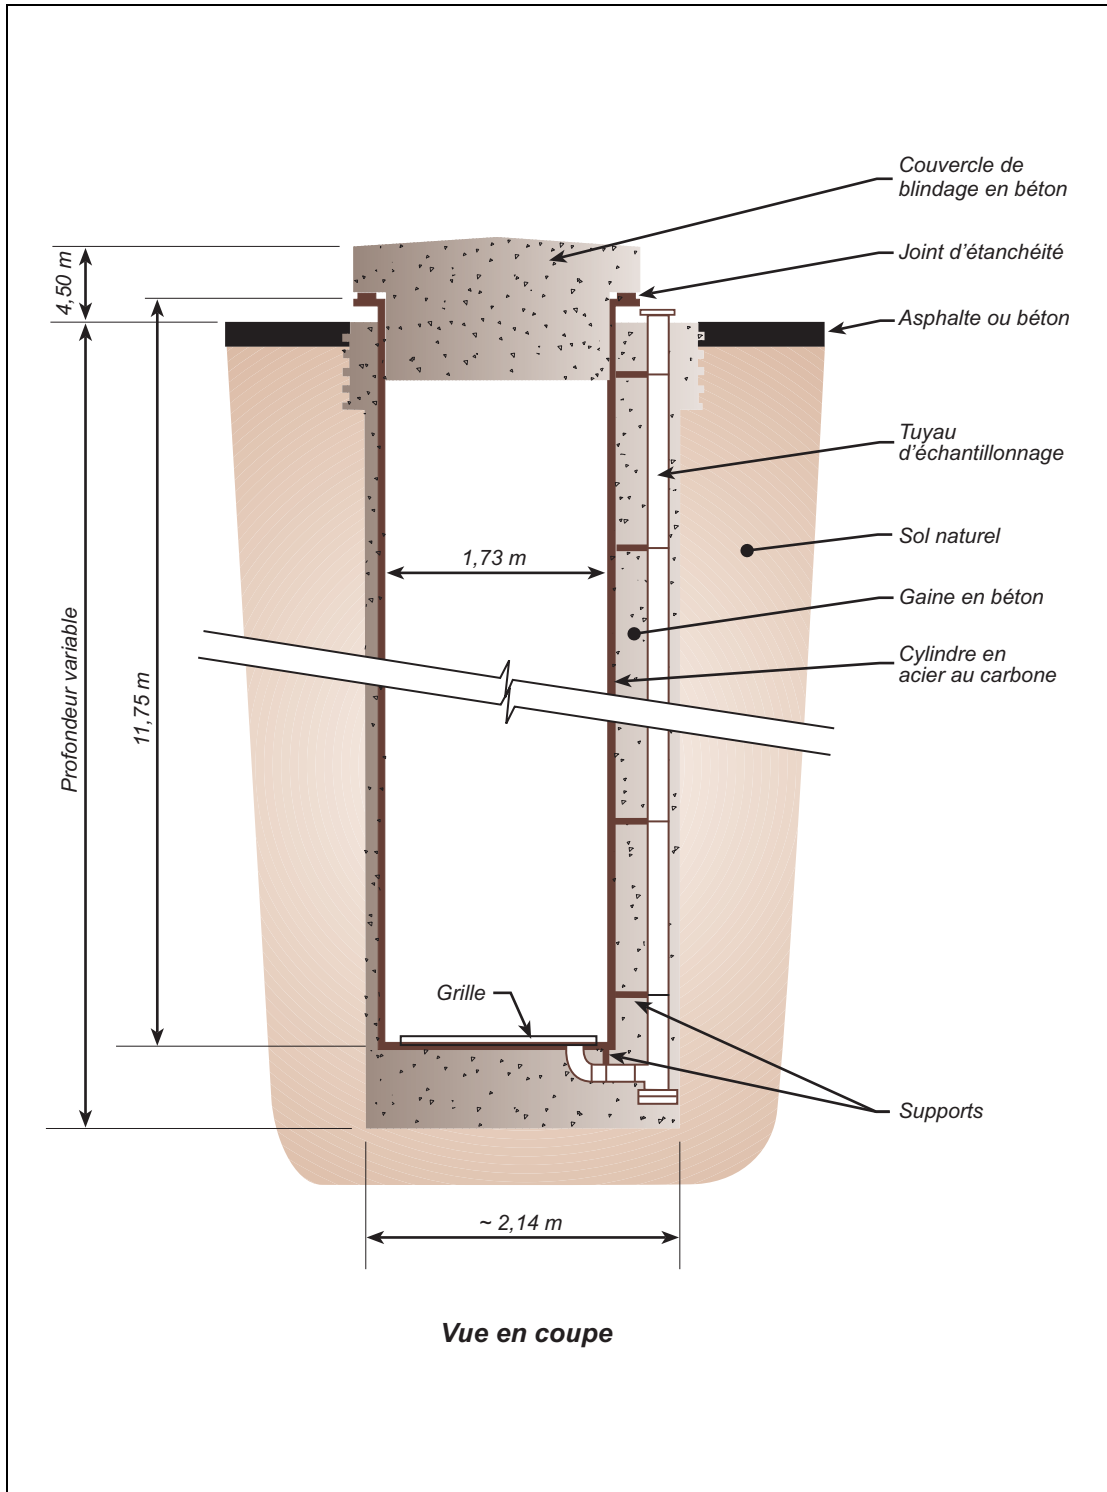 Couvercle de
blindage en béton
Joint d'étanchéité
Asphalte ou béton
4,50 m
Tuyau
d'échantillonnage
Sol naturel
1,73 m
Gaine en béton
Cylindre en
acier au carbone
Profondeur variable
11,75 m
Grille
Supports
~ 2,14 m
Vue en coupe